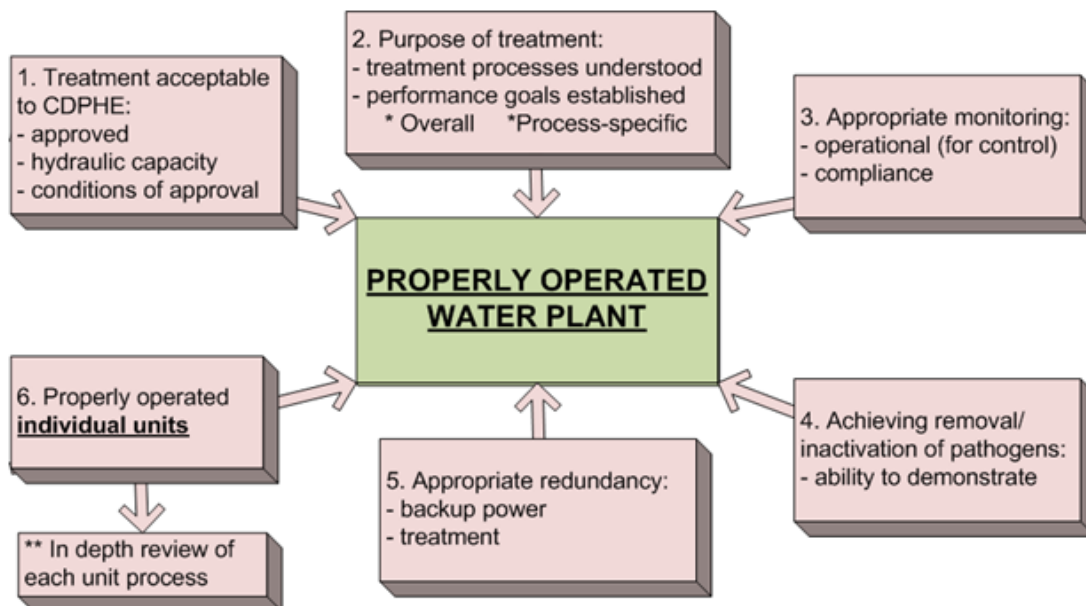 1. Treatment acceptable
to CDPHE:
- approved
- hydraulic capacity
- conditions of approval
2. Purpose of treatment:
- treatment processes understood
- performance goals established
* Overall *Process-specific
3. Appropriate monitoring:
- operational (for control)
- compliance
PROPERLY OPERATED
WATER PLANT
6. Properly operated
individual units
** In depth review of
each unit process
5. Appropriate redundancy:
- backup power
- treatment
4. Achieving removal/
inactivation of pathogens:
- ability to demonstrate